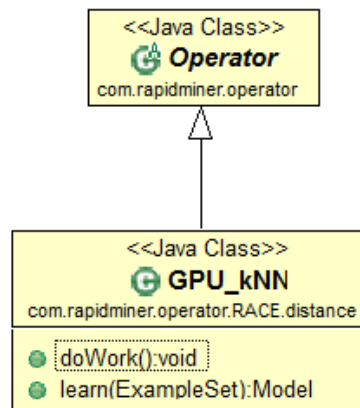 <<Java Class>>
Operator
com.rapidminer.operator
<<Java Class>>
GPU_kNN
com.rapidminer.operator.RACE.distance
doWork():void
learn(ExampleSet):Model